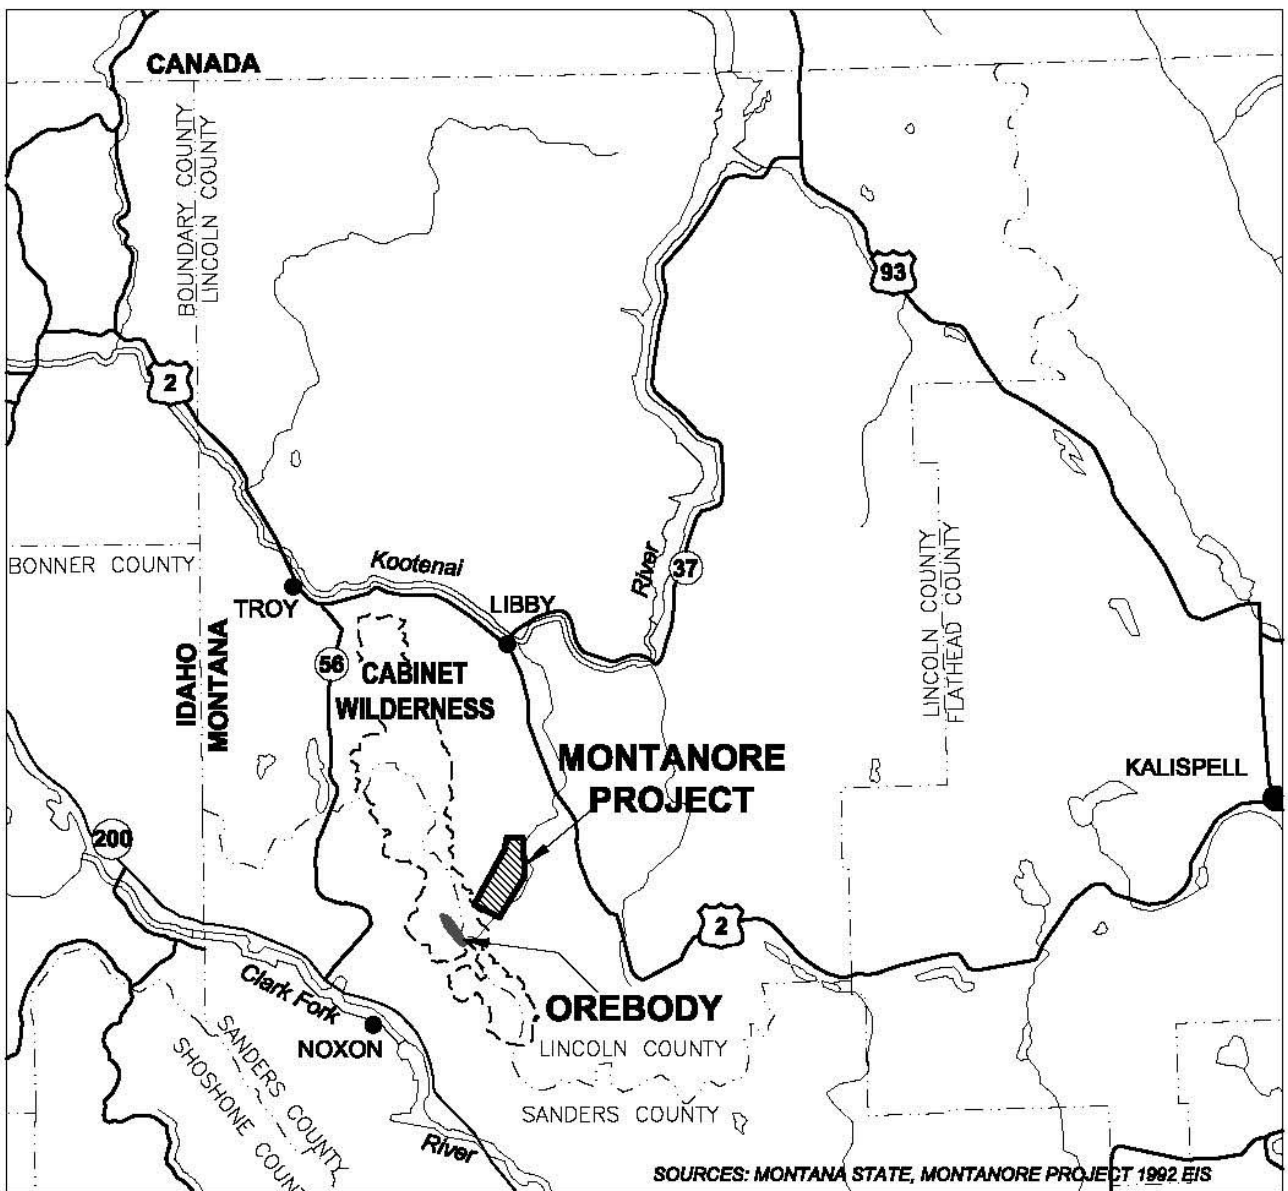 CANADA
BOUNDARY COUNTY
LINCOLN COUNTY
93
2
BONNER COUNTY
Kootenai
River
37
LINCOLN COUNTY
FLATHEAD COUNTY
TROY
LIBBY
IDAHO
MONTANA
56
CABINET
WILDERNESS
MONTANORE
PROJECT
KALISPELL
200
2
Clark Fork
OREBODY
NOXON
LINCOLN COUNTY
SANDERS COUNTY
SANDERS COUNTY
SHOSHONE COUN
River
SOURCES: MONTANA STATE, MONTANORE PROJECT 1992 EIS